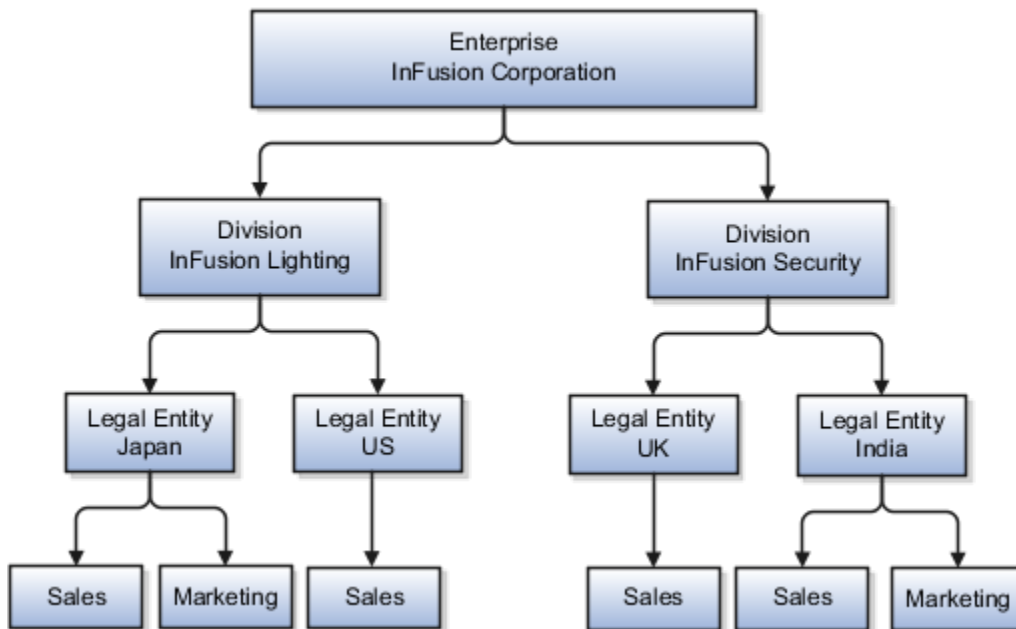 Enterprise
InFusion Corporation
Division
InFusion Lighting
Division
InFusion Security
Legal Entity
Japan
Legal Entity
US
Legal Entity
UK
Legal Entity
India
Sales
Marketing
Sales
Sales
Sales
Marketing